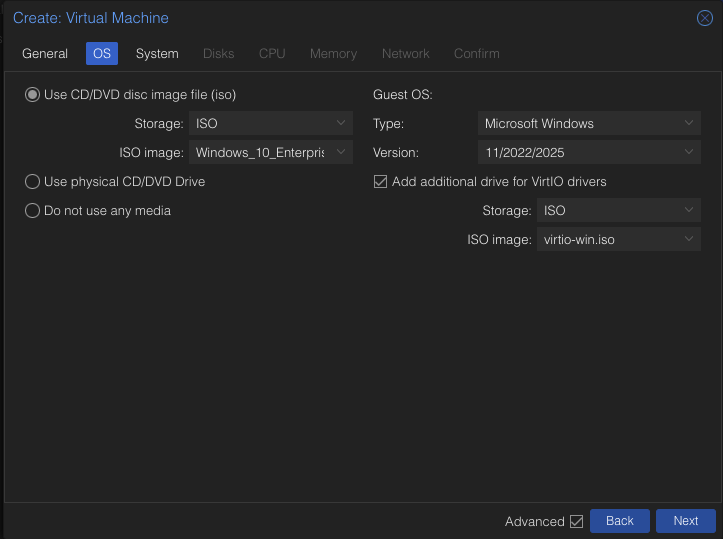 Create: Virtual Machine
General OS System Disks CPU Memory Network Confirm
Use CD/DVD disc image file (iso)
Storage: ISO
ISO image: Windows_10_Enterpris
Use physical CD/DVD Drive
Do not use any media
Guest OS:
Type: Microsoft Windows
Version: 11/2022/2025
Add additional drive for VirtIO drivers
Storage: ISO
ISO image: virtio-win.iso
Advanced Back Next